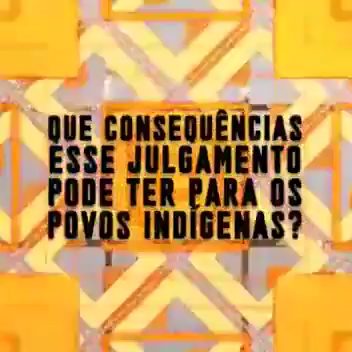 QUE CONSEQUÊNCIAS
ESSE JULGAMENTO
PODE TER PARA OS
POVOS INDÍGENAS?